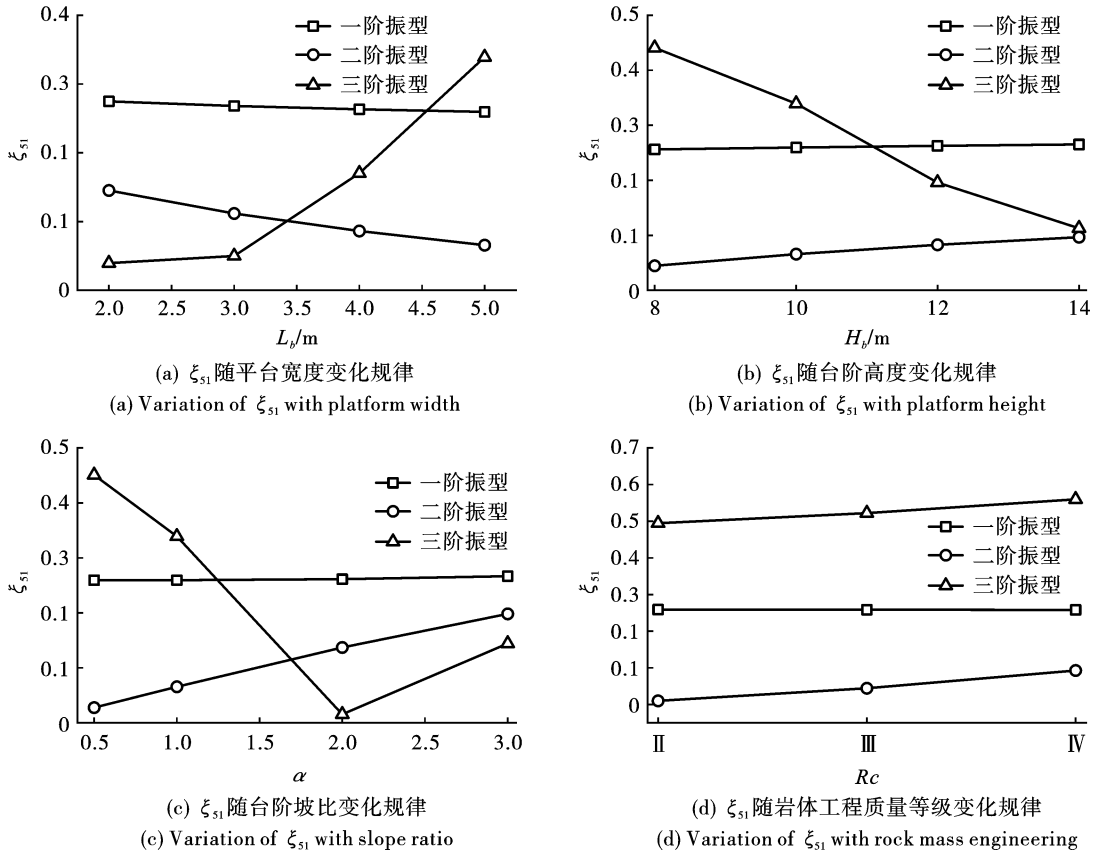 0.4
0.3
0.1
0.1
0
ξ51
一阶振型
二阶振型
三阶振型
2.0 2.5 3.0 3.5 4.0 4.5 5.0
Lb/m
(a) ξ51随平台宽度变化规律
(a) Variation of ξ51 with platform width
0.5
0.4
0.3
0.1
0.1
0
ξ51
一阶振型
二阶振型
三阶振型
8 10 12 14
Hb/m
(b) ξ51随台阶高度变化规律
(b) Variation of ξ51 with platform height
0.5
0.4
0.3
0.1
0.1
0
ξ51
一阶振型
二阶振型
三阶振型
0.5 1.0 1.5 2.0 2.5 3.0
α
(c) ξ51随台阶坡比变化规律
(c) Variation of ξ51 with slope ratio
0.7
0.6
0.5
0.4
0.3
0.1
0.1
0
ξ51
一阶振型
二阶振型
三阶振型
Ⅱ Ⅲ Ⅳ
Rc
(d) ξ51随岩体工程质量等级变化规律
(d) Variation of ξ51 with rock mass engineering